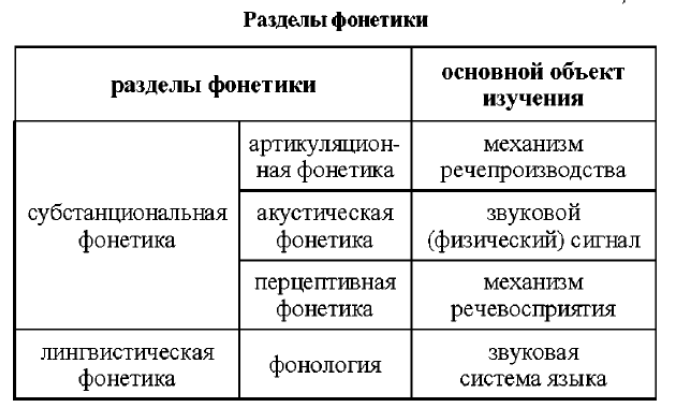 Разделы фонетики
разделы фонетики
основной объект
изучения
субстанциональная
фонетика
артикуляцион-
ная фонетика
механизм
речепроизводства
акустическая
фонетика
звуковой
(физический) сигнал
перцептивная
фонетика
механизм
речевосприятия
лингвистическая
фонетика
фонология
звуковая
система языка